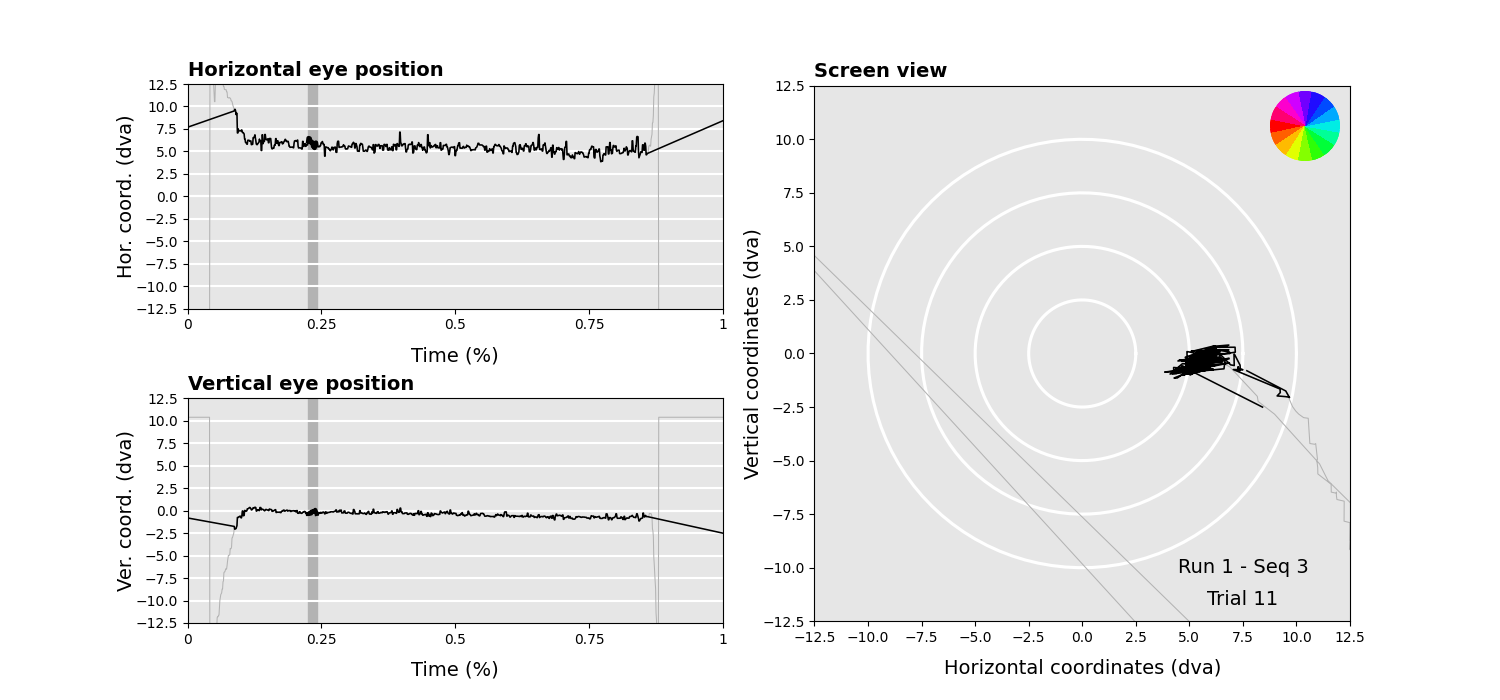 Horizontal eye position
12.5
10.0
7.5
5.0
2.5
0.0
−2.5
−5.0
−7.5
−10.0
−12.5
Hor. coord. (dva)
0 0.25 0.5 0.75 1
Time (%)
Vertical eye position
12.5
10.0
7.5
5.0
2.5
0.0
−2.5
−5.0
−7.5
−10.0
−12.5
Ver. coord. (dva)
0 0.25 0.5 0.75 1
Time (%)
Screen view
12.5
10.0
7.5
5.0
2.5
0.0
−2.5
−5.0
−7.5
−10.0
−12.5
Vertical coordinates (dva)
Run 1 - Seq 3
Trial 11
−12.5 −10.0 −7.5 −5.0 −2.5 0.0 2.5 5.0 7.5 10.0 12.5
Horizontal coordinates (dva)